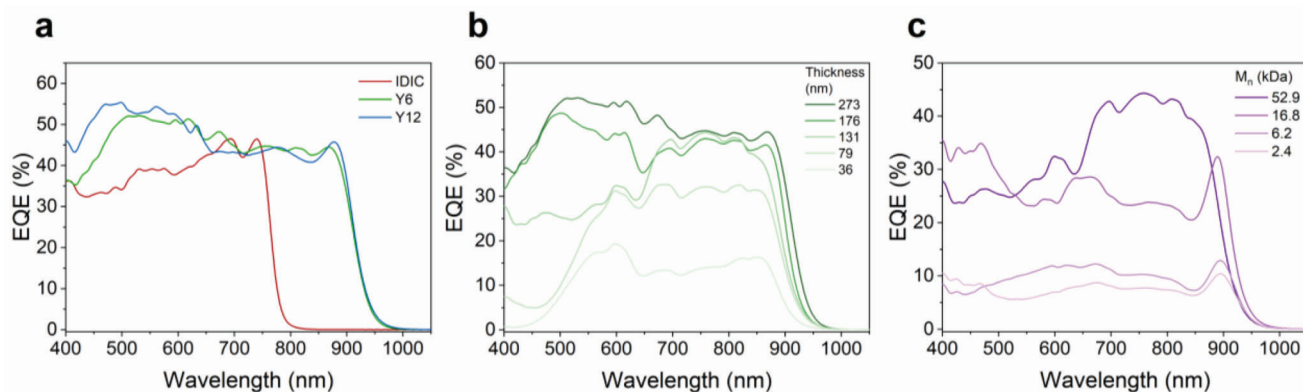 a
EQE (%)
60
50
40
30
20
10
0
400 500 600 700 800 900 1000
Wavelength (nm)
IDIC
Y6
Y12
b
EQE (%)
60
50
40
30
20
10
0
400 500 600 700 800 900 1000
Wavelength (nm)
Thickness
(nm)
273
176
131
79
36
c
EQE (%)
50
40
30
20
10
0
400 500 600 700 800 900 1000
Wavelength (nm)
Mn (kDa)
52.9
16.8
6.2
2.4